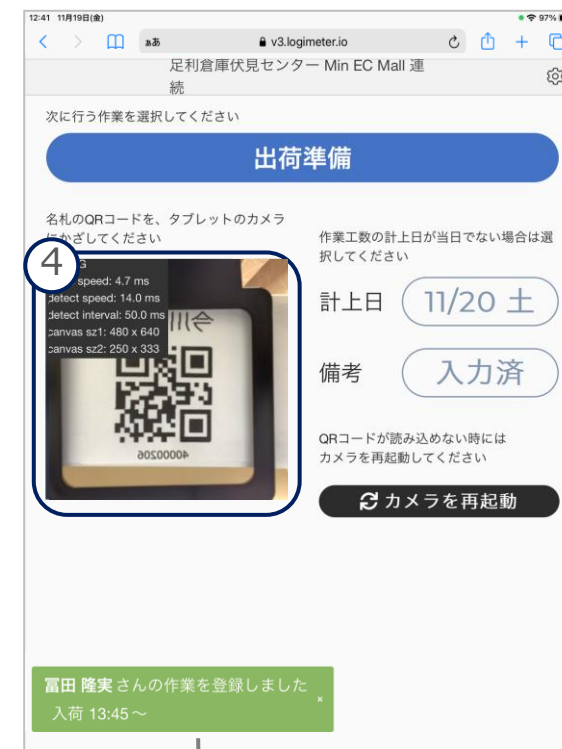 12:41 11月19日(金)
97%
ぁあ
v3.logimeter.io
足利倉庫伏見センター Min EC Mall 連
続
次に行う作業を選択してください
出荷準備
名札のQRコードを、タブレットのカメラ
にかざしてください
作業工数の計上日が当日でない場合は選
択してください
4
speed: 4.7 ms
detect speed: 14.0 ms
detect interval: 50.0 ms
canvas sz1: 480 x 640
canvas sz2: 250 x 333
40000206
計上日
11/20 土
備考
入力済
QRコードが読み込めない時には
カメラを再起動してください
カメラを再起動
冨田 隆実さんの作業を登録しました
×
入荷 13:45～